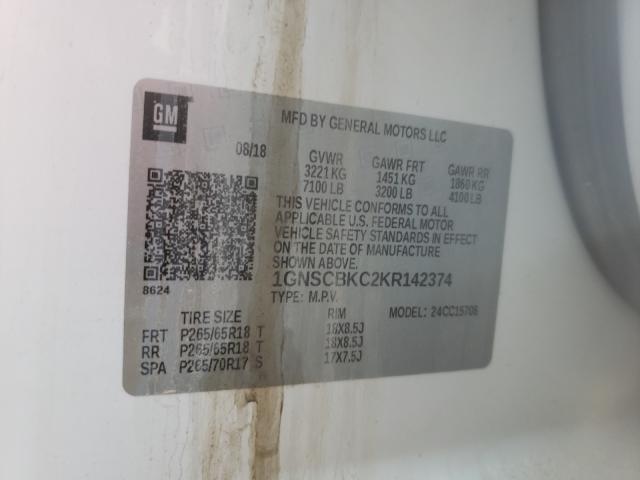 GM
MFD BY GENERAL MOTORS LLC
08/18
GVWR GAWR FRT GAWR RR
3221 KG 1451 KG 1860 KG
7100 LB 3200 LB 4100 LB
THIS VEHICLE CONFORMS TO ALL
APPLICABLE U.S. FEDERAL MOTOR
VEHICLE SAFETY STANDARDS IN EFFECT
ON THE DATE OF MANUFACTURE
SHOWN ABOVE.
1GNSCBKC2KR142374
8624
TYPE: M.P.V. MODEL: 24CC15706
TIRE SIZE RIM
FRT P265/65R18 T 18X8.5J
RR P265/65R18 T 18X8.5J
SPA P265/70R17 S 17X7.5J